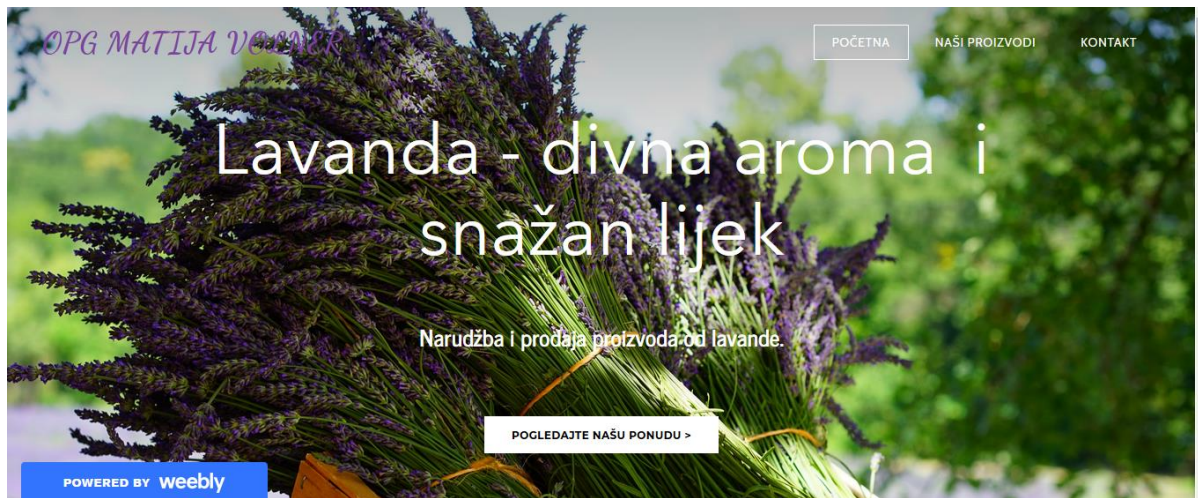 OPG MATIJA VOLNER
POČETNA
NAŠI PROIZVODI
KONTAKT
Lavanda - divna aroma i
snažan lijek
Narudžba i prodaja proizvoda od lavande.
POGLEDAJTE NAŠU PONUDU >
POWERED BY weebly